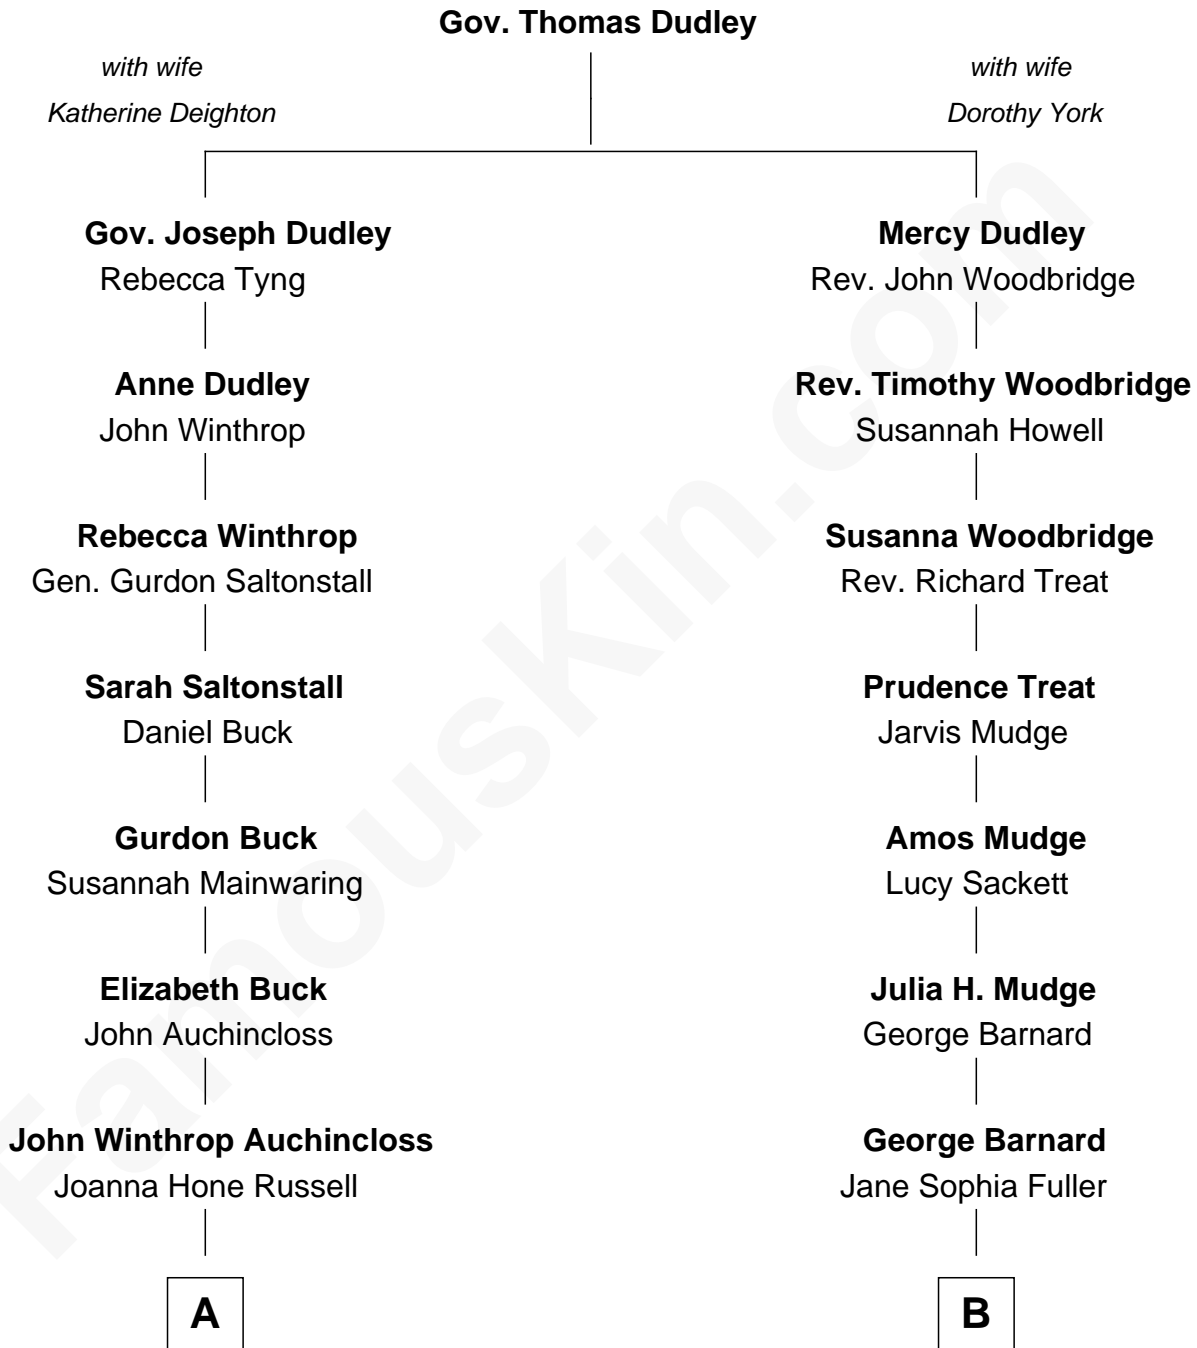 Gov. Thomas Dudley
with wife
Katherine Deighton
with wife
Dorothy York
Gov. Joseph Dudley
Rebecca Tyng
Mercy Dudley
Rev. John Woodbridge
Anne Dudley
John Winthrop
Rev. Timothy Woodbridge
Susannah Howell
Rebecca Winthrop
Gen. Gurdon Saltonstall
Susanna Woodbridge
Rev. Richard Treat
Sarah Saltonstall
Daniel Buck
Prudence Treat
Jarvis Mudge
Gurdon Buck
Susannah Mainwaring
Amos Mudge
Lucy Sackett
Elizabeth Buck
John Auchincloss
Julia H. Mudge
George Barnard
John Winthrop Auchincloss
Joanna Hone Russell
George Barnard
Jane Sophia Fuller
A
B
FamousKin.com